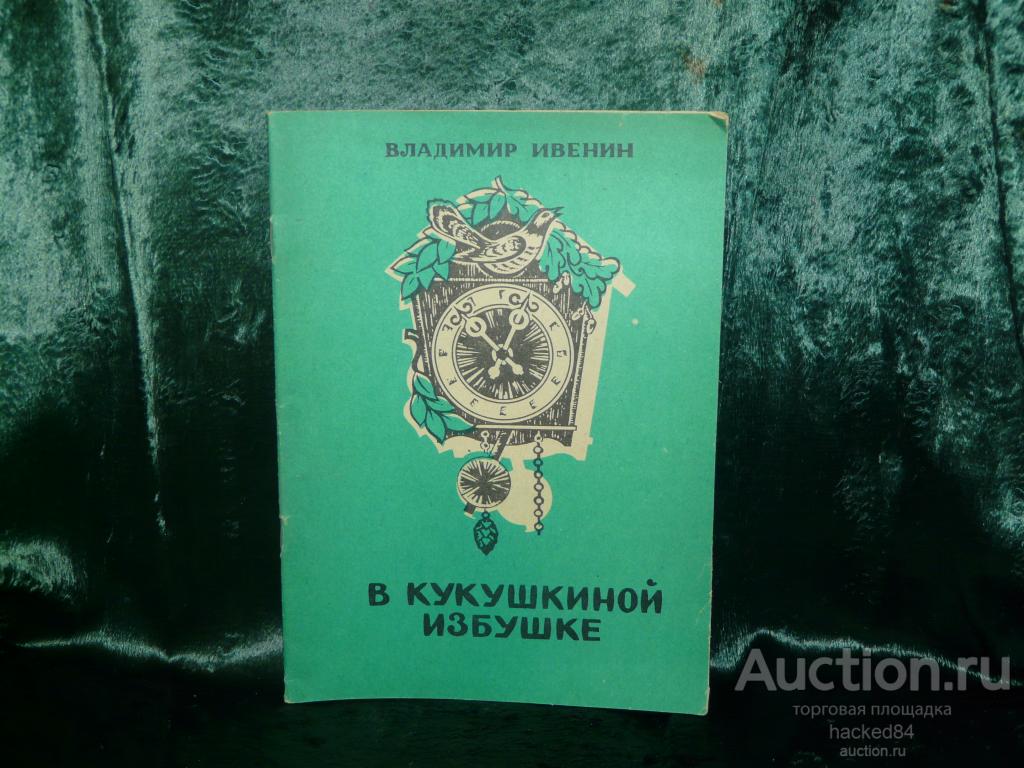 ВЛАДИМИР ИВЕНИН
В КУКУШКИНОЙ
ИЗБУШКЕ
Auction.ru
торговая площадка
hacked84
auction.ru